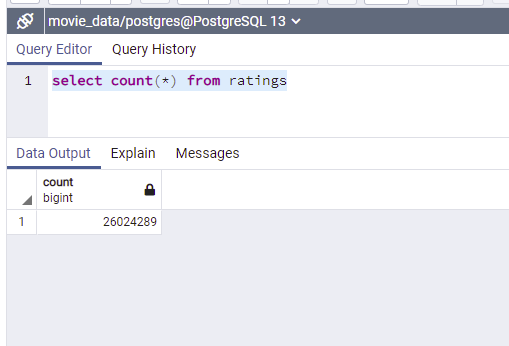 movie_data/postgres@PostgreSQL 13
Query Editor Query History
1 select count(*) from ratings
Data Output Explain Messages
count
bigint
1 26024289